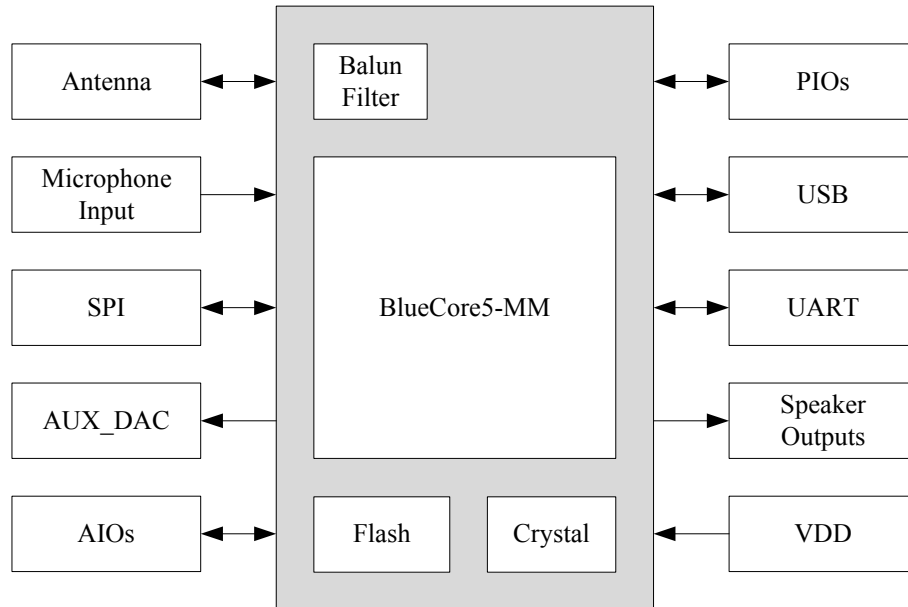 Antenna
Balun
Filter
PIOs
Microphone
Input
USB
SPI
BlueCore5-MM
UART
AUX_DAC
Speaker
Outputs
AIOs
Flash
Crystal
VDD